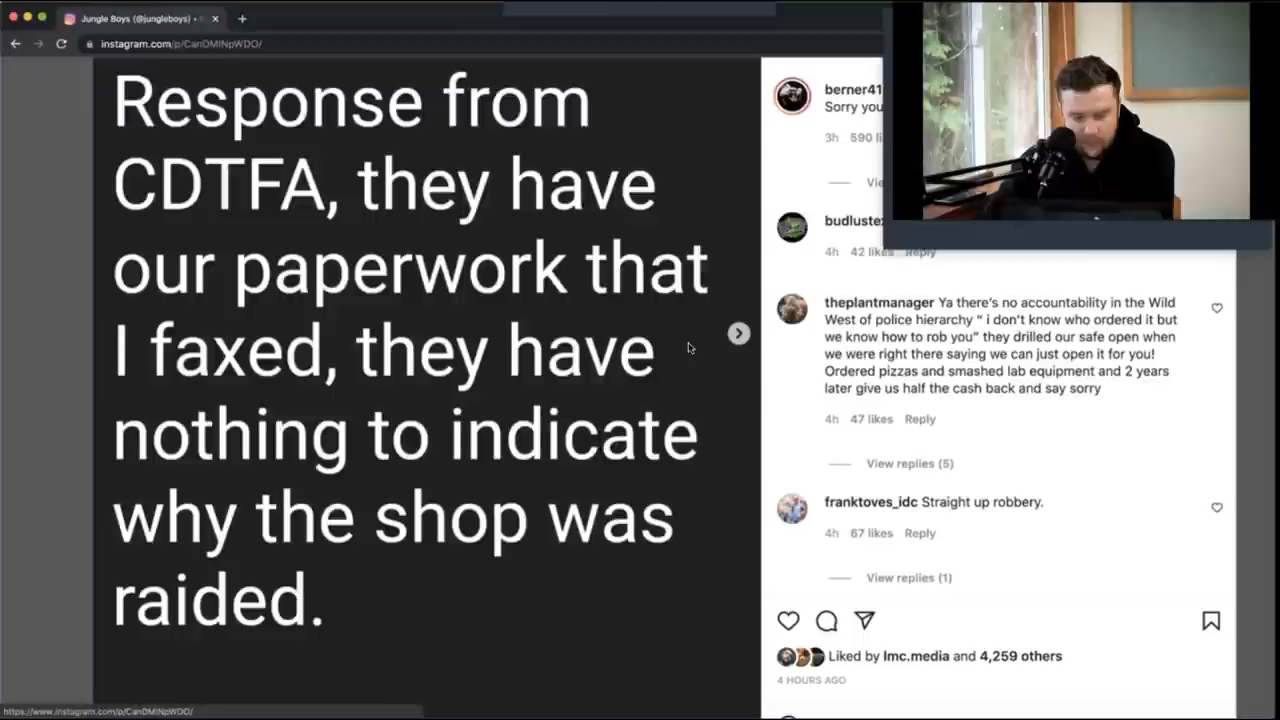 Jungle Boys (@jungleboys) •
instagram.com/p/CanDMINpWDO/
Response from
CDTFA, they have
our paperwork that
I faxed, they have
nothing to indicate
why the shop was
raided.
berner41
Sorry you
3h 590 li
Vie
budluste
4h 42 likes Reply
theplantmanager Ya there's no accountability in the Wild
West of police hierarchy " i don't know who ordered it but
we know how to rob you" they drilled our safe open when
we were right there saying we can just open it for you!
Ordered pizzas and smashed lab equipment and 2 years
later give us half the cash back and say sorry
4h 47 likes Reply
View replies (5)
franktoves_idc Straight up robbery.
4h 67 likes Reply
View replies (1)
Liked by lmc.media and 4,259 others
4 HOURS AGO
https://www.instagram.com/p/CanDMINpWDO/